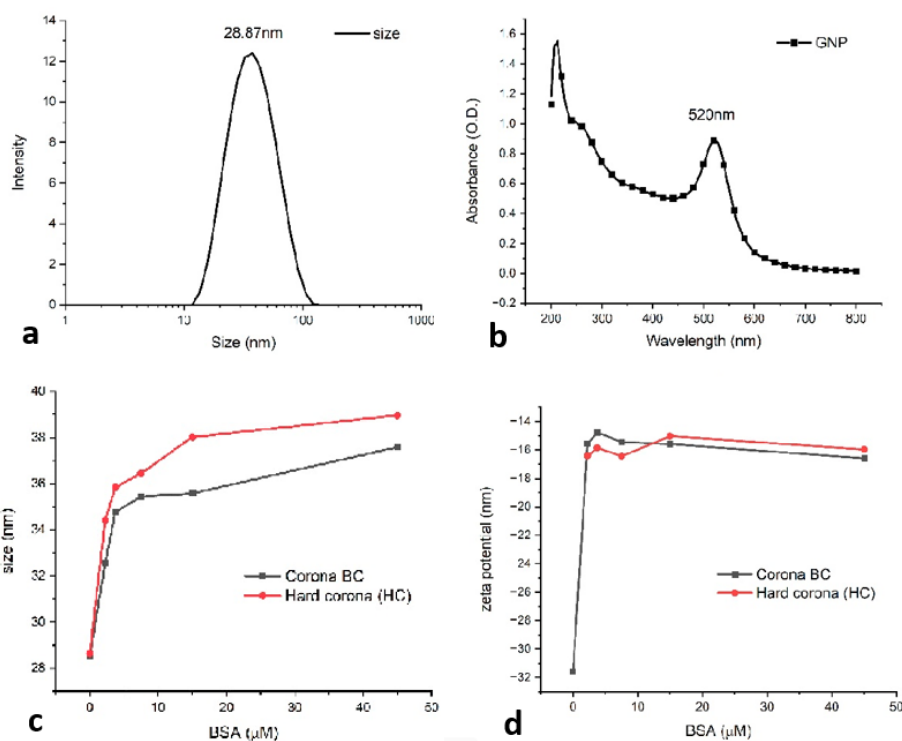 28.87nm
size
14
12
10
8
6
4
2
0
Intensity
1
10
100
1000
Size (nm)
a
GNP
520nm
1.6
1.4
1.2
1.0
0.8
0.6
0.4
0.2
0.0
−0.2
Absorbance (O.D.)
200
300
400
500
600
700
800
Wavelength (nm)
b
40
38
36
34
32
30
28
size (nm)
Corona BC
Hard corona (HC)
0
10
20
30
40
50
BSA (μM)
c
−14
−16
−18
−20
−22
−24
−26
−28
−30
−32
zeta potential (nm)
Corona BC
Hard corona (HC)
0
10
20
30
40
50
BSA (μM)
d